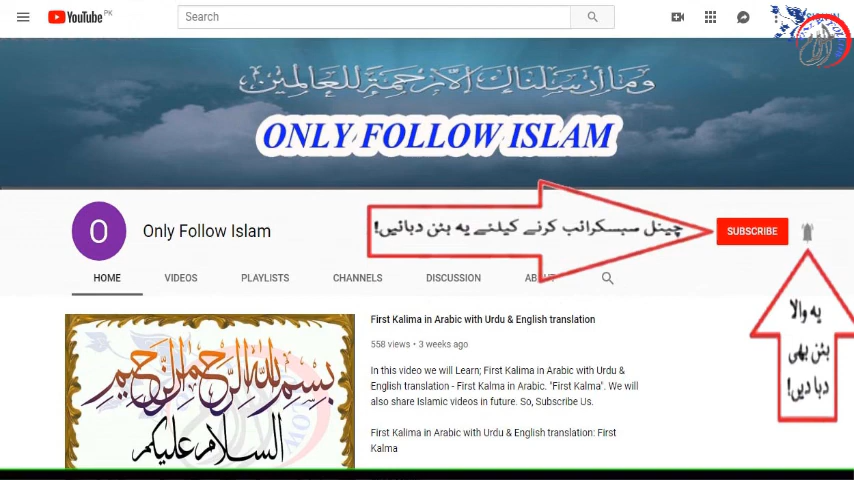 YouTube PK
Search
وما ارسلناك الا رحمة للعالمين
ONLY FOLLOW ISLAM
O
Only Follow Islam
چینل سبسکرائب کرنے کیلئے یہ بٹن دبائیں!
SUBSCRIBE
HOME VIDEOS PLAYLISTS CHANNELS DISCUSSION
یہ والا
بٹن بھی
دبا دیں!
First Kalima in Arabic with Urdu & English translation
558 views • 3 weeks ago
In this video we will Learn; First Kalima in Arabic with Urdu &
English translation - First Kalma in Arabic. "First Kalma". We will
also share Islamic videos in future. So, Subscribe Us.
First Kalima in Arabic with Urdu & English translation: First
Kalma
بسم الله الرحمن الرحيم
السلام علیکم